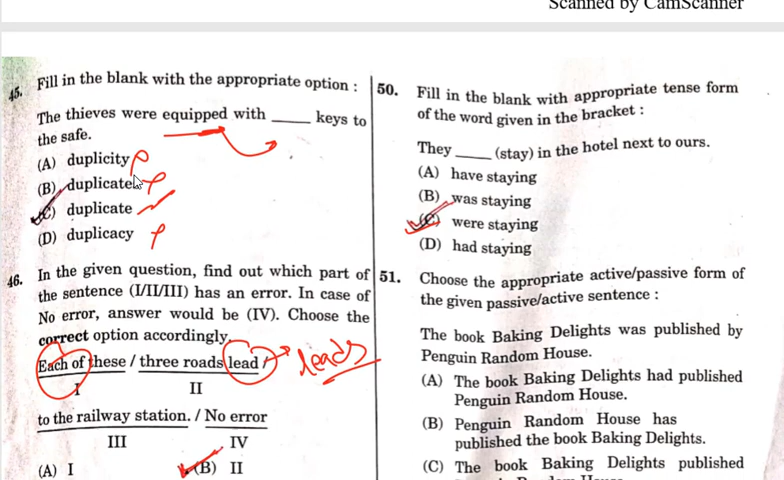 Scanned by CamScanner
45. Fill in the blank with the appropriate option :
The thieves were equipped with ____ keys to
the safe.
(A) duplicity
(B) duplicate
(C) duplicate
(D) duplicacy
46. In the given question, find out which part of
the sentence (I/II/III) has an error. In case of
No error, answer would be (IV). Choose the
correct option accordingly.
Each of these / three roads lead / leads
I II
to the railway station. / No error
III IV
(A) I (B) II
50. Fill in the blank with appropriate tense form
of the word given in the bracket :
They ____ (stay) in the hotel next to ours.
(A) have staying
(B) was staying
(C) were staying
(D) had staying
51. Choose the appropriate active/passive form of
the given passive/active sentence :
The book Baking Delights was published by
Penguin Random House.
(A) The book Baking Delights had published
Penguin Random House.
(B) Penguin Random House has
published the book Baking Delights.
(C) The book Baking Delights published